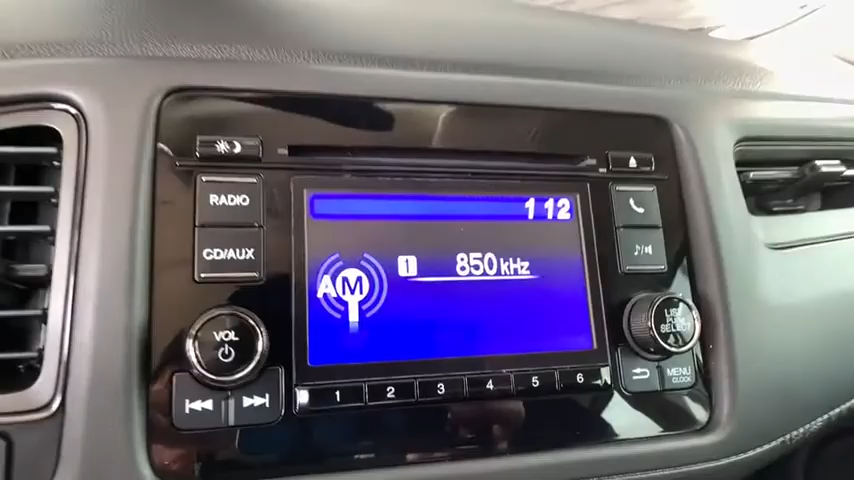 RADIO
CD/AUX
VOL
1 12
AM
1 850 kHz
1 2 3 4 5 6
LIST
PUSH
SELECT
MENU
CLOCK